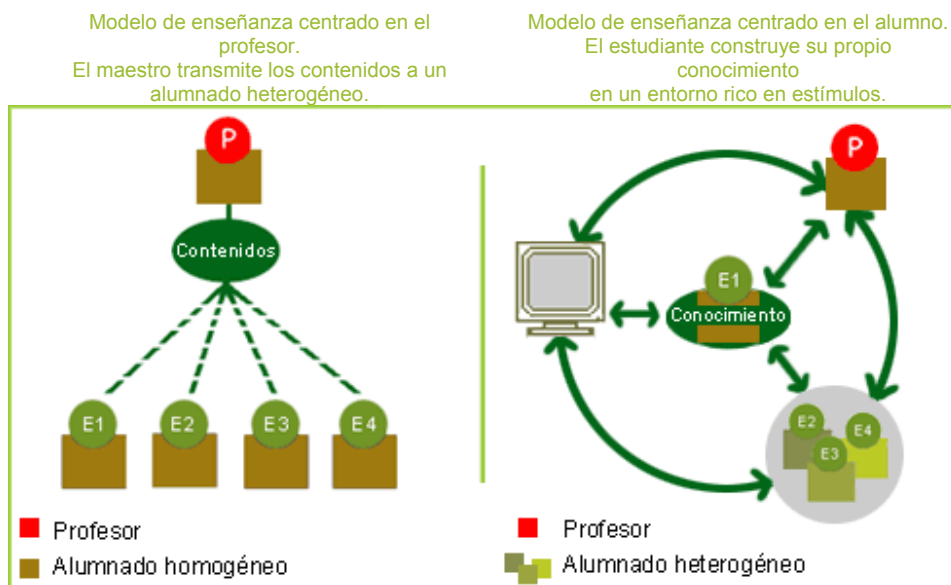 Modelo de enseñanza centrado en el
profesor.
El maestro transmite los contenidos a un
alumnado heterogéneo.
Modelo de enseñanza centrado en el alumno.
El estudiante construye su propio
conocimiento
en un entorno rico en estímulos.
P
Contenidos
E1 E2 E3 E4
Profesor
Alumnado homogéneo
P
E1
Conocimiento
E2
E4
E3
Profesor
Alumnado heterogéneo